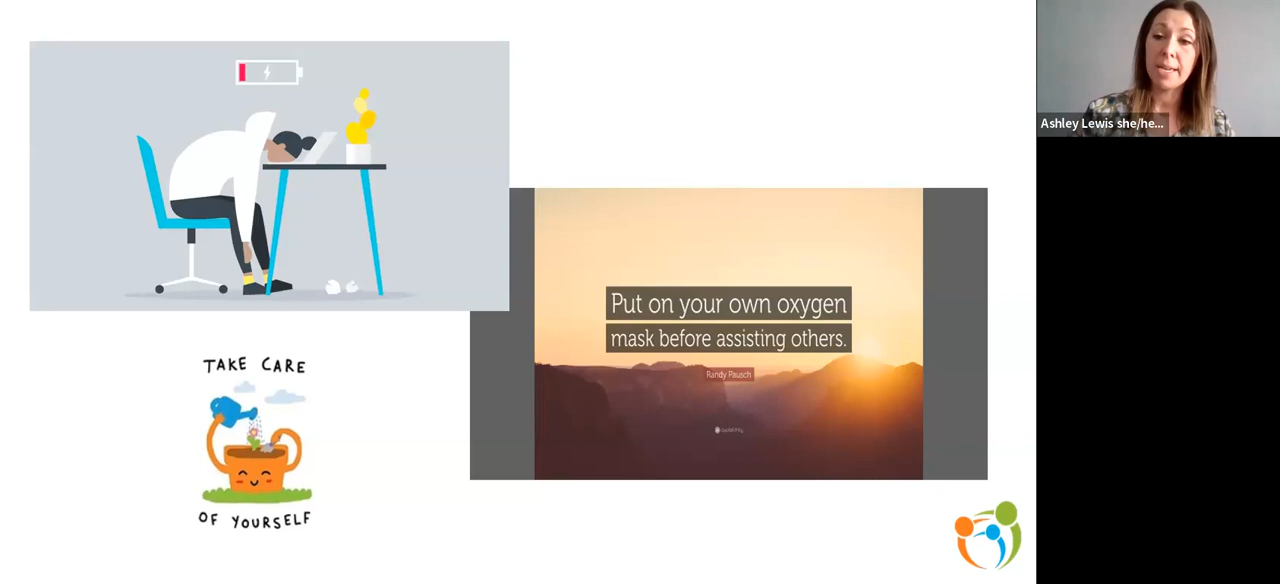 Ashley Lewis she/he...
Put on your own oxygen
mask before assisting others.
Randy Pausch
TAKE CARE
OF YOURSELF